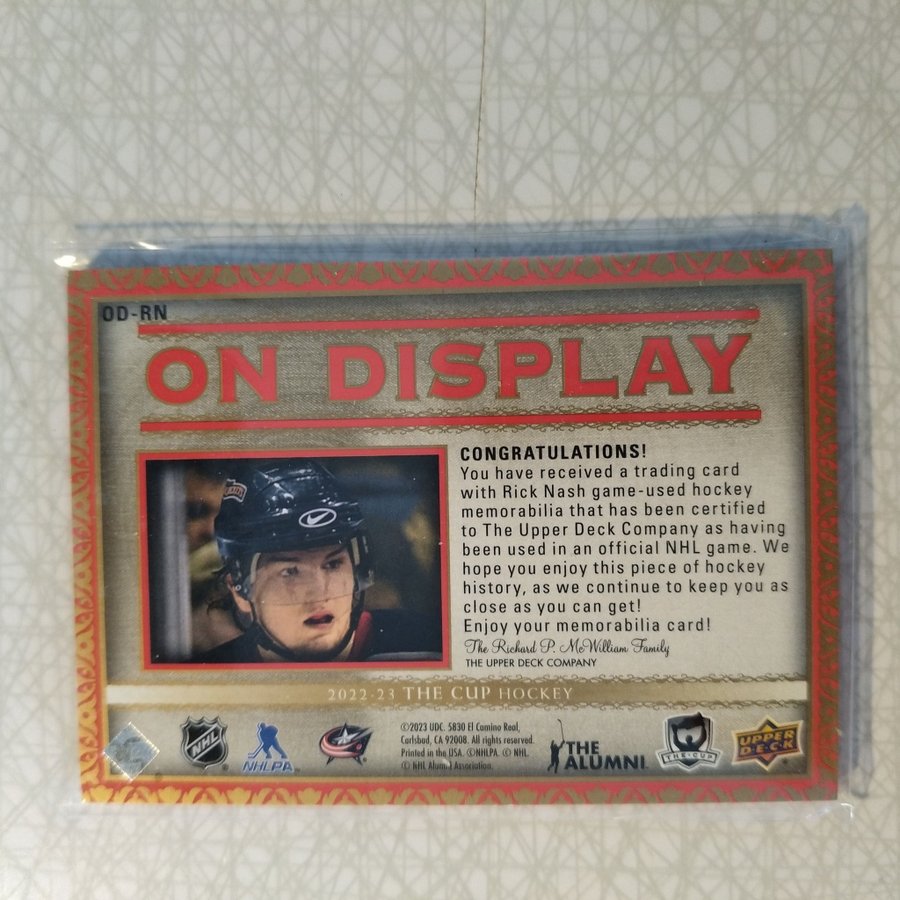 OD-RN
ON DISPLAY
CONGRATULATIONS!
You have received a trading card
with Rick Nash game-used hockey
memorabilia that has been certified
to The Upper Deck Company as having
been used in an official NHL game. We
hope you enjoy this piece of hockey
history, as we continue to keep you as
close as you can get!
Enjoy your memorabilia card!
The Richard P. McWilliam Family
THE UPPER DECK COMPANY
2022-23 THE CUP HOCKEY
NHL
NHLPA
©2023 UDC. 5830 El Camino Real,
Carlsbad, CA 92008. All rights reserved.
Printed in the USA. ©NHLPA. © NHL.
© NHL Alumni Association.
THE
ALUMNI
THE CUP
UPPER
DECK